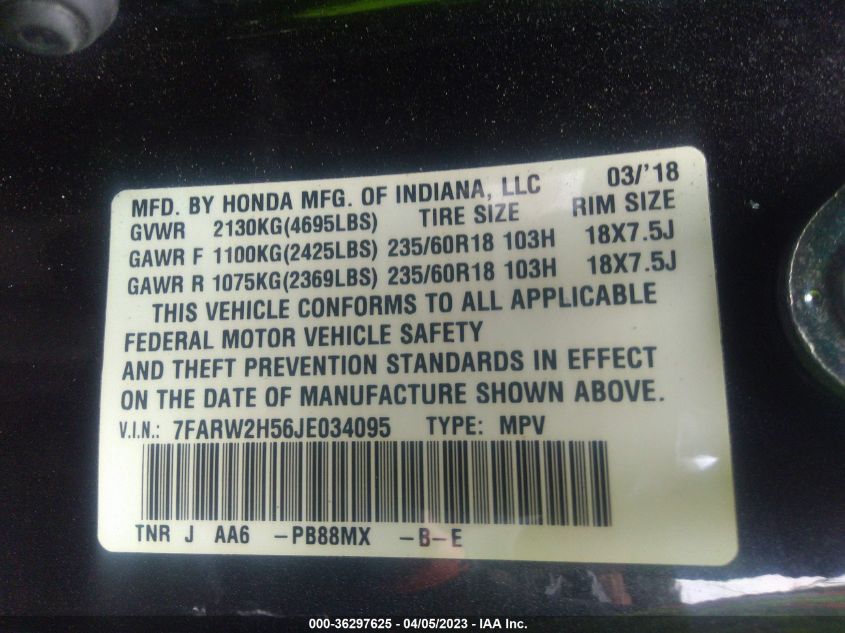 MFD. BY HONDA MFG. OF INDIANA, LLC 03/'18
GVWR 2130KG(4695LBS) TIRE SIZE RIM SIZE
GAWR F 1100KG(2425LBS) 235/60R18 103H 18X7.5J
GAWR R 1075KG(2369LBS) 235/60R18 103H 18X7.5J
THIS VEHICLE CONFORMS TO ALL APPLICABLE
FEDERAL MOTOR VEHICLE SAFETY
AND THEFT PREVENTION STANDARDS IN EFFECT
ON THE DATE OF MANUFACTURE SHOWN ABOVE.
V.I.N.: 7FARW2H56JE034095 TYPE: MPV
TNR J AA6 -PB88MX -B-E
000-36297625 - 04/05/2023 - IAA Inc.